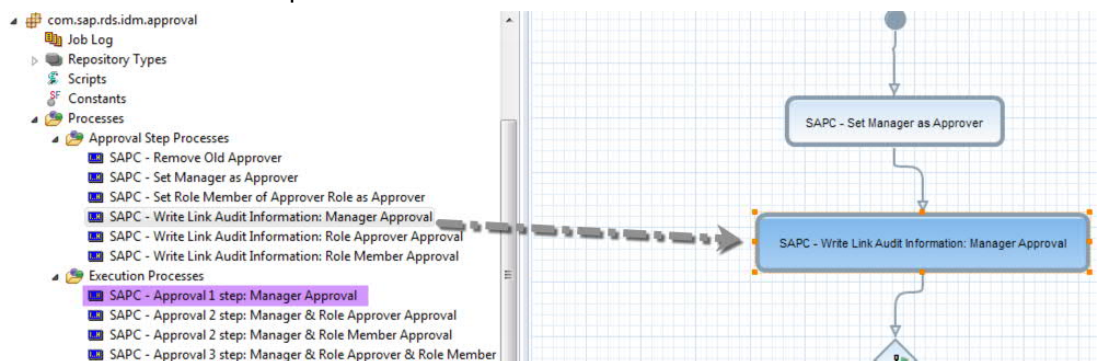 com.sap.rds.idm.approval
Job Log
Repository Types
Scripts
SF
Constants
Processes
Approval Step Processes
SAPC - Remove Old Approver
SAPC - Set Manager as Approver
SAPC - Set Role Member of Approver Role as Approver
SAPC - Write Link Audit Information: Manager Approval
SAPC - Write Link Audit Information: Role Approver Approval
SAPC - Write Link Audit Information: Role Member Approval
Execution Processes
SAPC - Approval 1 step: Manager Approval
SAPC - Approval 2 step: Manager & Role Approver Approval
SAPC - Approval 2 step: Manager & Role Member Approval
SAPC - Approval 3 step: Manager & Role Approver & Role Member
SAPC - Set Manager as Approver
SAPC - Write Link Audit Information: Manager Approval